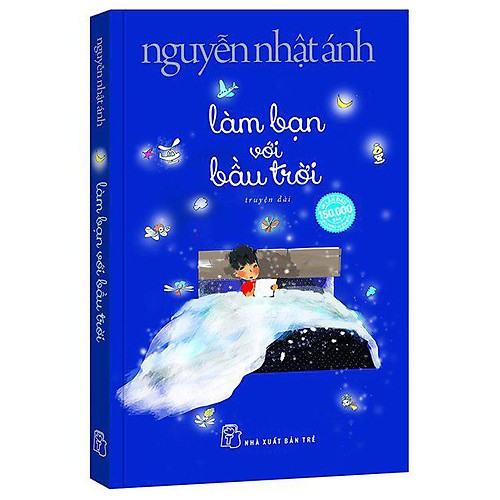 nguyễn nhật ánh
làm bạn
với
bầu trời
truyện dài
150.000
NHÀ XUẤT BẢN TRẺ
nguyễn nhật ánh
làm bạn với bầu trời